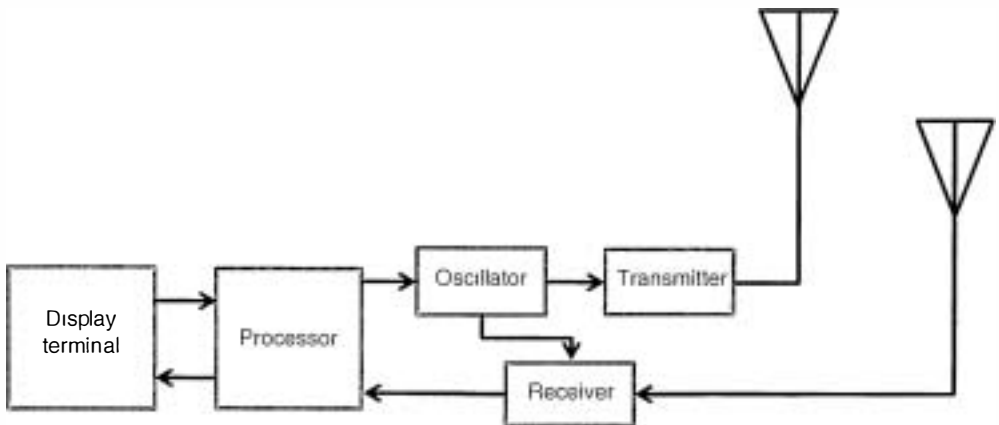 Display
terminal
Processor
Oscillator
Transmitter
Receiver